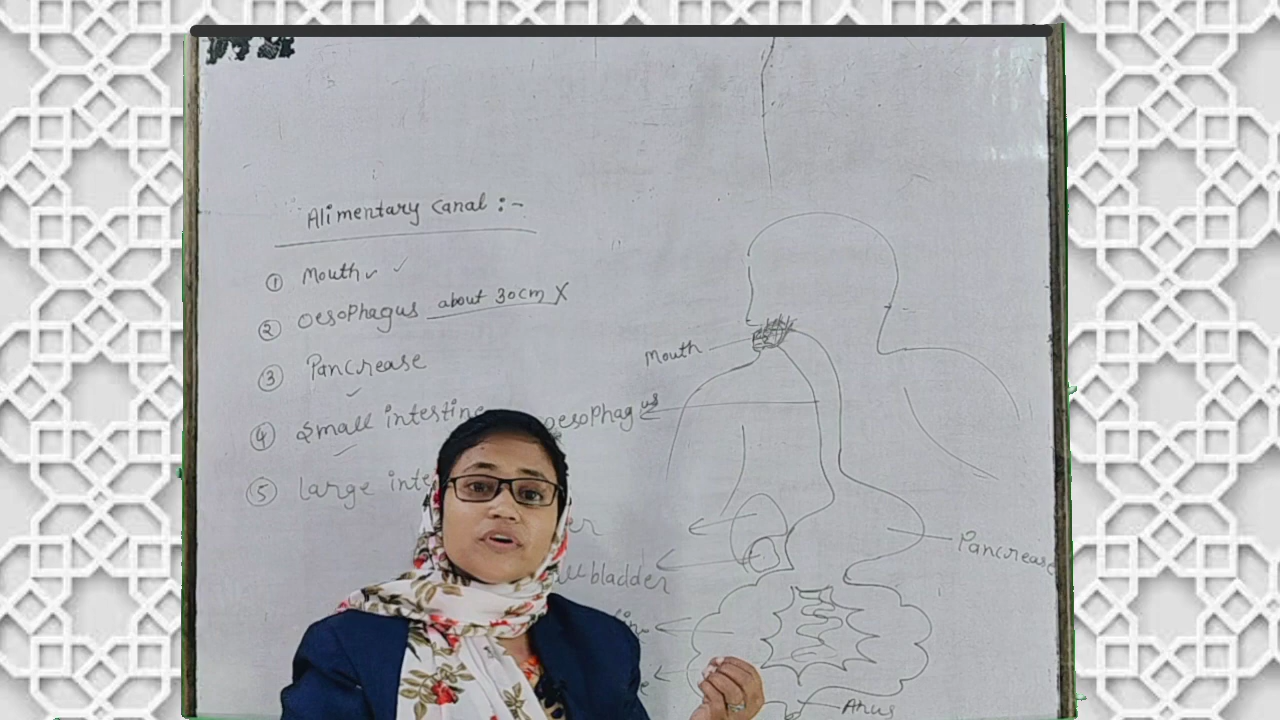 Alimentary canal :-
① Mouth ✓ ✓
② Oesophagus about 30cm X
③ Pancrease
④ Small intestine
⑤ Large inte
Mouth
oesophagus
bladder
Pancrease
Anus